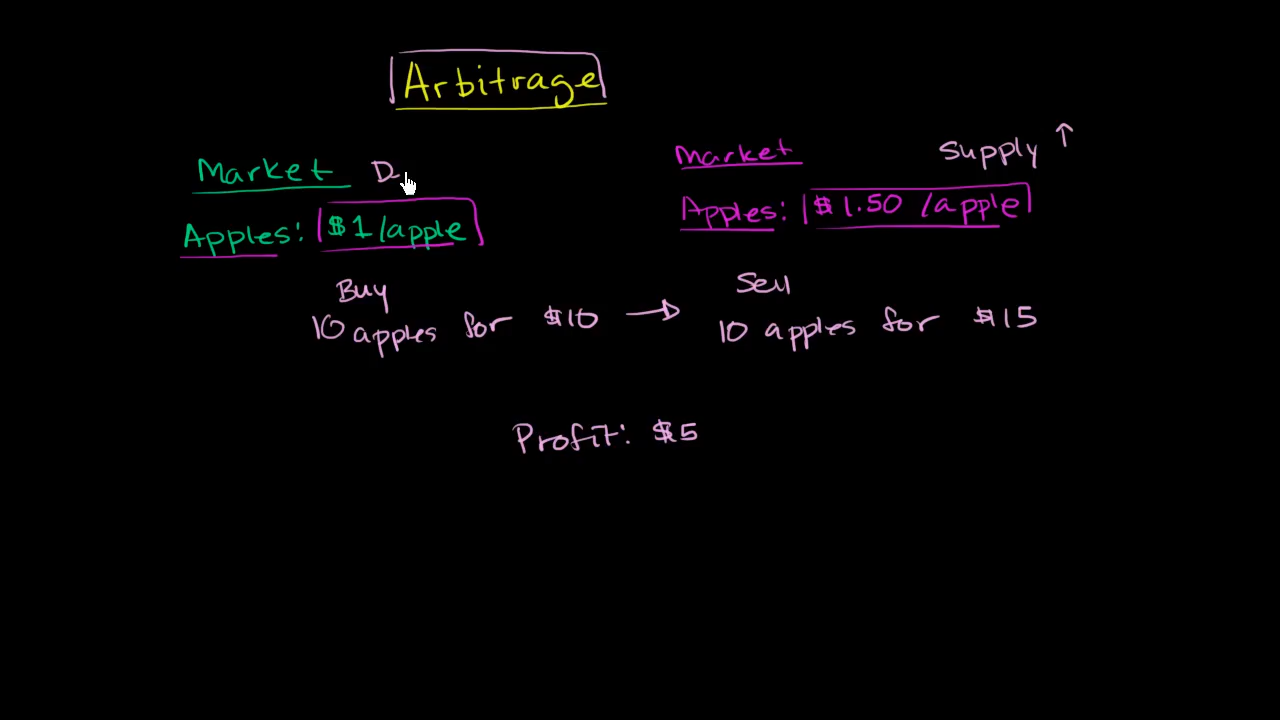 Arbitrage
Market D
Apples: $1/apple
Buy
10 apples for $10 →
Market Supply ↑
Apples: $1.50 /apple
Sell
10 apples for $15
Profit: $5